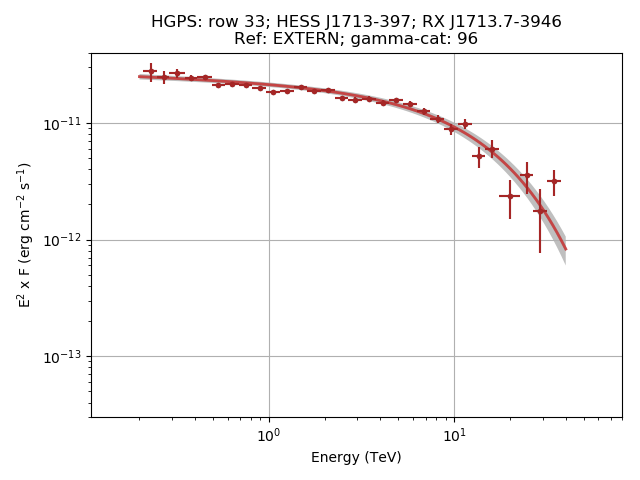 HGPS: row 33; HESS J1713-397; RX J1713.7-3946
Ref: EXTERN; gamma-cat: 96
E² x F (erg cm⁻² s⁻¹)
10⁻¹¹
10⁻¹²
10⁻¹³
10⁰
10¹
Energy (TeV)